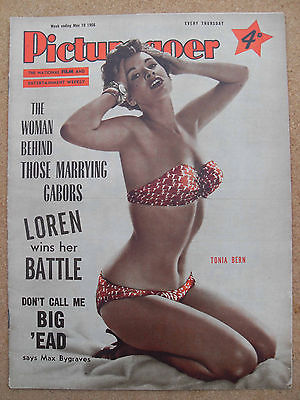 Week ending May 19 1956
EVERY THURSDAY
Picturegoer
4D
THE NATIONAL FILM AND
ENTERTAINMENT WEEKLY
THE
WOMAN
BEHIND
THOSE MARRYING
GABORS
LOREN
wins her
BATTLE
TONIA BERN
DON'T CALL ME
BIG
'EAD
says Max Bygraves